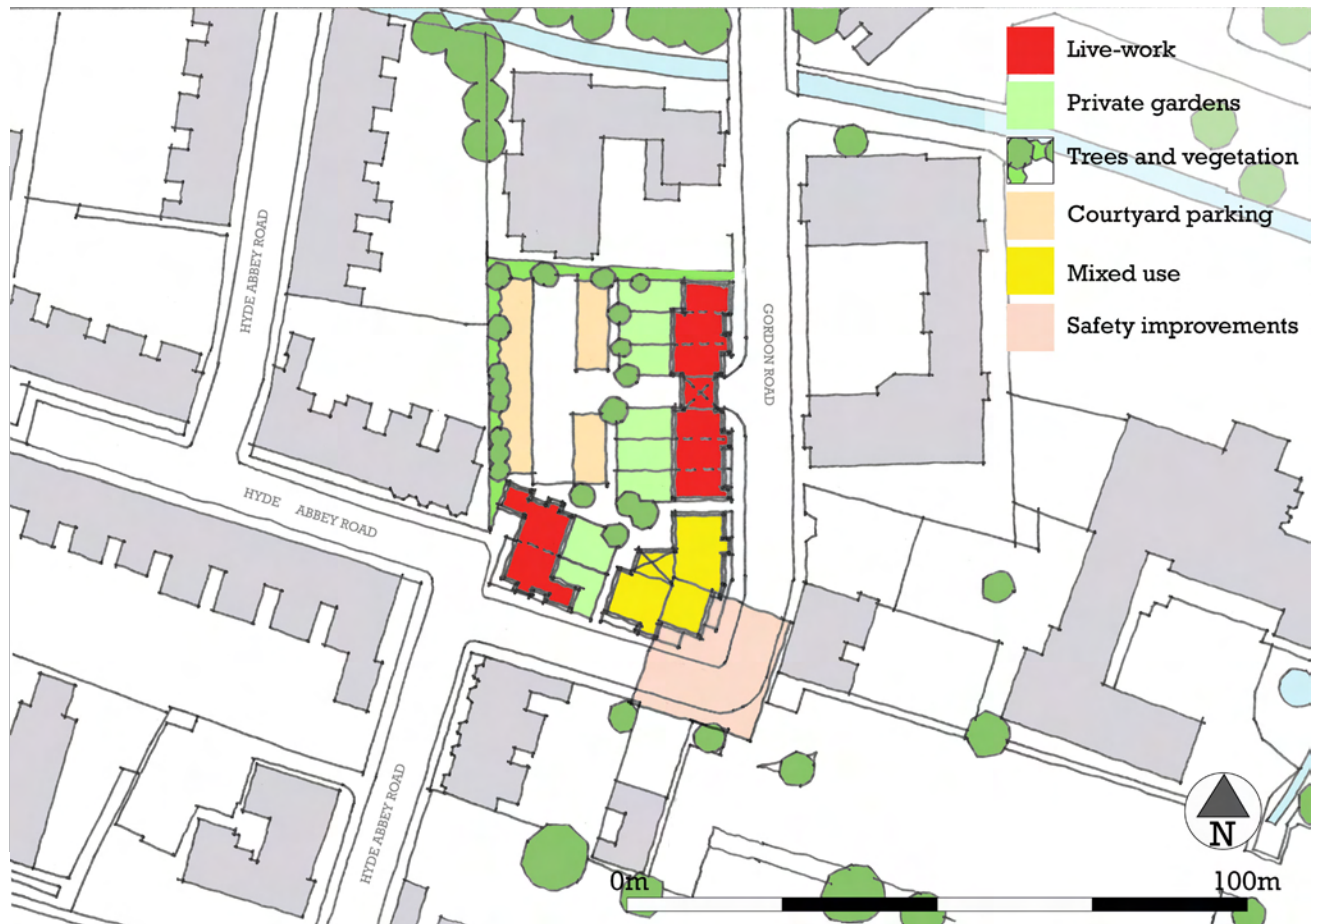 Live-work
Private gardens
Trees and vegetation
Courtyard parking
Mixed use
Safety improvements
HYDE ABBEY ROAD
GORDON ROAD
HYDE ABBEY ROAD
HYDE ABBEY ROAD
N
0m 100m